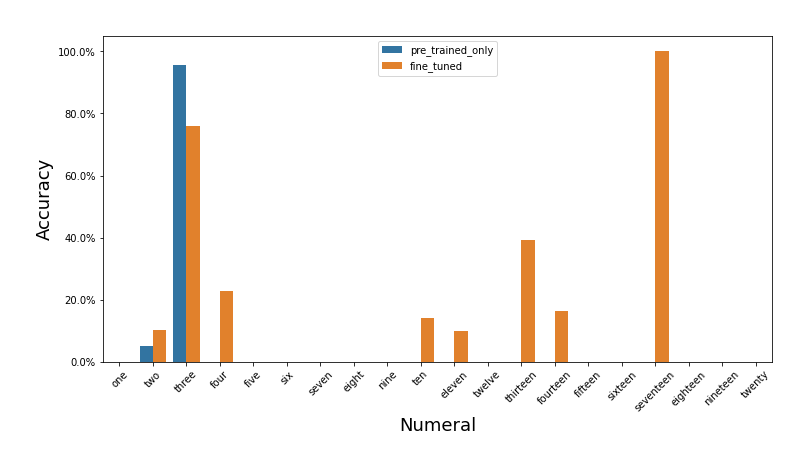 pre_trained_only
fine_tuned
100.0%
80.0%
60.0%
40.0%
20.0%
0.0%
Accuracy
one
two
three
four
five
six
seven
eight
nine
ten
eleven
twelve
thirteen
fourteen
fifteen
sixteen
seventeen
eighteen
nineteen
twenty
Numeral